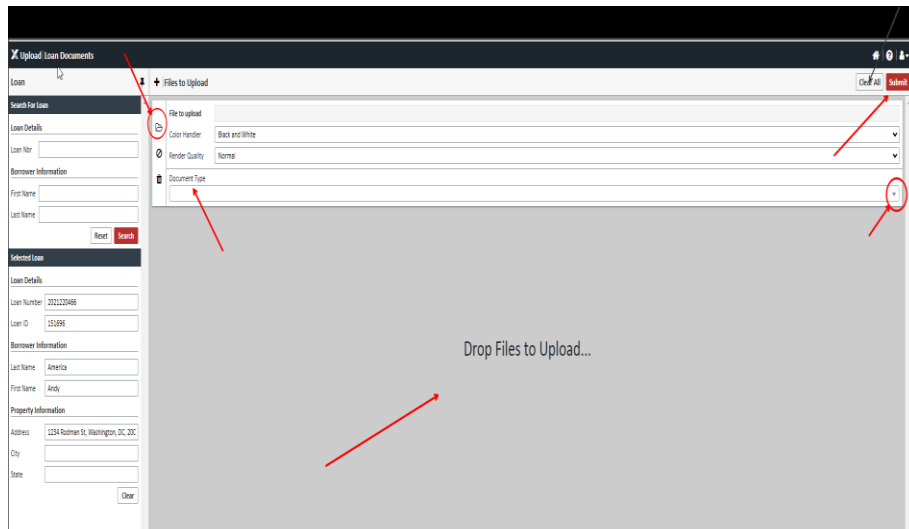 Upload Loan Documents
Loan
Files to Upload
Clear All
Submit
Search For Loan
Loan Details
Loan Nbr
Borrower Information
First Name
Last Name
Reset
Search
File to upload
Color Handler
Black and White
Render Quality
Normal
Document Type
Selected Loan
Loan Details
Loan Number
2021220466
Loan ID
151696
Borrower Information
Last Name
America
First Name
Andy
Property Information
Address
1234 Rodman St, Washington, DC, 200
City
State
Clear
Drop Files to Upload...